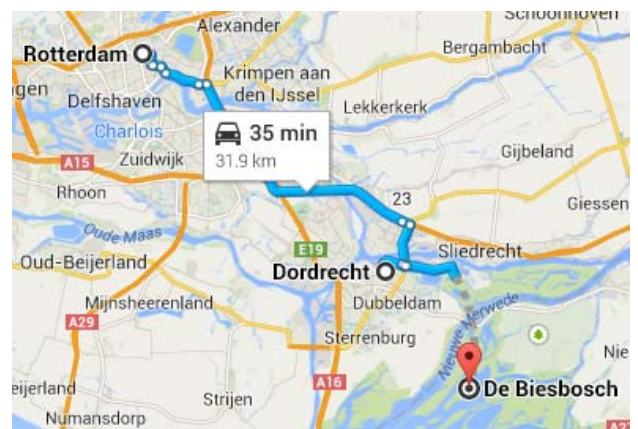 Schoonhoven
Alexander
Rotterdam
Bergambacht
Krimpen aan
den IJssel
Delfshaven
Lekkerkerk
Charlois
35 min
31.9 km
A15
Zuidwijk
Gijbeland
Rhoon
23
Giessen
Oude Maas
E19
Sliedrecht
Oud-Beijerland
Dordrecht
Mijnsheerenland
Dubbeldam
A29
Sterrenburg
Nieuwe Merwede
Nie
A16
eijerland
Strijen
De Biesbosch
Numansdorp